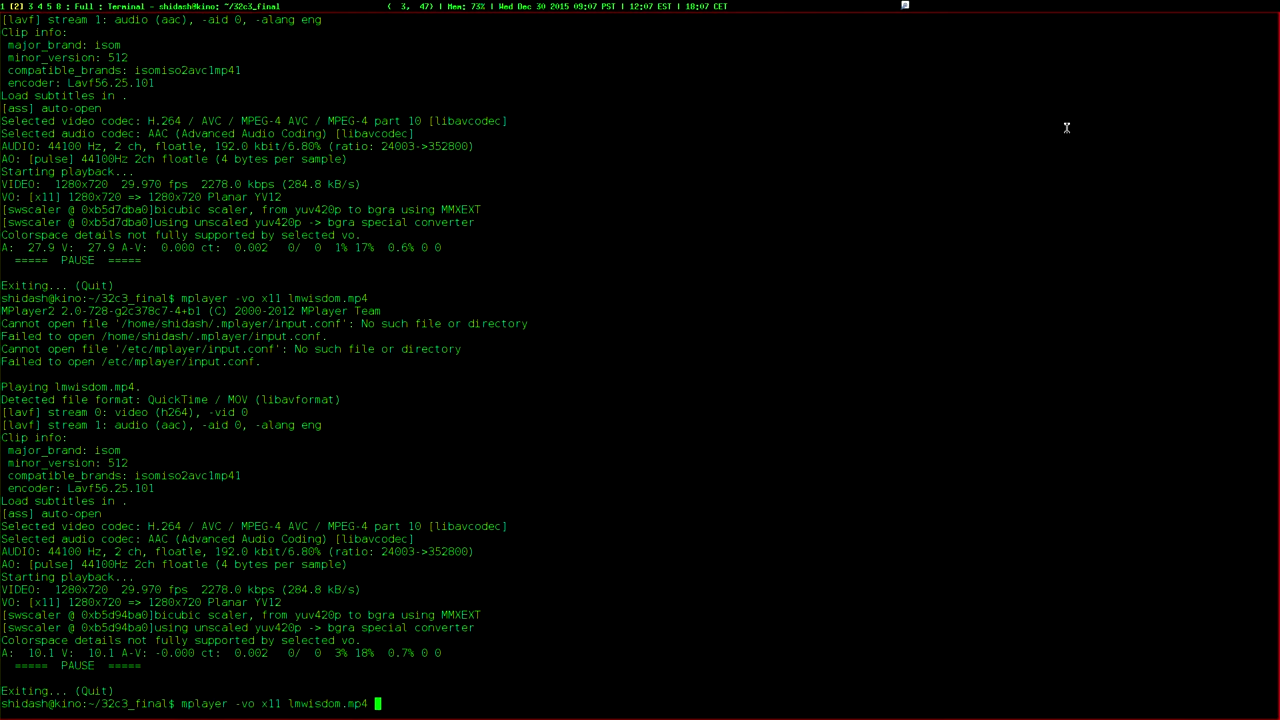 1 [2] 3 4 5 8 : Full : Terminal - shidash@kino: ~/32c3_final ( 3, 47) | Mem: 73% | Wed Dec 30 2015 09:07 PST | 12:07 EST | 18:07 CET
[lavf] stream 1: audio (aac), -aid 0, -alang eng
Clip info:
 major_brand: isom
 minor_version: 512
 compatible_brands: isomiso2avc1mp41
 encoder: Lavf56.25.101
Load subtitles in .
[ass] auto-open
Selected video codec: H.264 / AVC / MPEG-4 AVC / MPEG-4 part 10 [libavcodec]
Selected audio codec: AAC (Advanced Audio Coding) [libavcodec]
AUDIO: 44100 Hz, 2 ch, floatle, 192.0 kbit/6.80% (ratio: 24003->352800)
AO: [pulse] 44100Hz 2ch floatle (4 bytes per sample)
Starting playback...
VIDEO:  1280x720  29.970 fps  2278.0 kbps (284.8 kB/s)
VO: [x11] 1280x720 => 1280x720 Planar YV12
[swscaler @ 0xb5d7dba0]bicubic scaler, from yuv420p to bgra using MMXEXT
[swscaler @ 0xb5d7dba0]using unscaled yuv420p -> bgra special converter
Colorspace details not fully supported by selected vo.
A:  27.9 V:  27.9 A-V:  0.000 ct:  0.002   0/  0  1% 17%  0.6% 0 0
  =====  PAUSE  =====
Exiting... (Quit)
shidash@kino:~/32c3_final$ mplayer -vo x11 lmwisdom.mp4
MPlayer2 2.0-728-g2c378c7-4+b1 (C) 2000-2012 MPlayer Team
Cannot open file '/home/shidash/.mplayer/input.conf': No such file or directory
Failed to open /home/shidash/.mplayer/input.conf.
Cannot open file '/etc/mplayer/input.conf': No such file or directory
Failed to open /etc/mplayer/input.conf.
Playing lmwisdom.mp4.
Detected file format: QuickTime / MOV (libavformat)
[lavf] stream 0: video (h264), -vid 0
[lavf] stream 1: audio (aac), -aid 0, -alang eng
Clip info:
 major_brand: isom
 minor_version: 512
 compatible_brands: isomiso2avc1mp41
 encoder: Lavf56.25.101
Load subtitles in .
[ass] auto-open
Selected video codec: H.264 / AVC / MPEG-4 AVC / MPEG-4 part 10 [libavcodec]
Selected audio codec: AAC (Advanced Audio Coding) [libavcodec]
AUDIO: 44100 Hz, 2 ch, floatle, 192.0 kbit/6.80% (ratio: 24003->352800)
AO: [pulse] 44100Hz 2ch floatle (4 bytes per sample)
Starting playback...
VIDEO:  1280x720  29.970 fps  2278.0 kbps (284.8 kB/s)
VO: [x11] 1280x720 => 1280x720 Planar YV12
[swscaler @ 0xb5d94ba0]bicubic scaler, from yuv420p to bgra using MMXEXT
[swscaler @ 0xb5d94ba0]using unscaled yuv420p -> bgra special converter
Colorspace details not fully supported by selected vo.
A:  10.1 V:  10.1 A-V: -0.000 ct:  0.002   0/  0  3% 18%  0.7% 0 0
  =====  PAUSE  =====
Exiting... (Quit)
shidash@kino:~/32c3_final$ mplayer -vo x11 lmwisdom.mp4